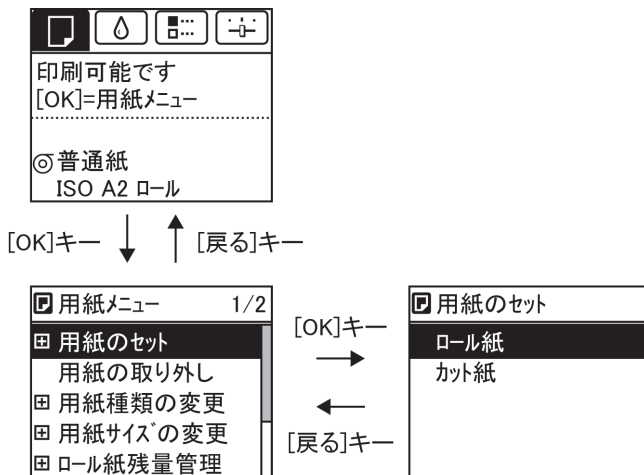 印刷可能です
[OK]=用紙メニュー
普通紙
ISO A2 ロール
[OK]キー
[戻る]キー
用紙メニュー 1/2
用紙のセット
用紙の取り外し
用紙種類の変更
用紙サイズの変更
ロール紙残量管理
[OK]キー
[戻る]キー
用紙のセット
ロール紙
カット紙